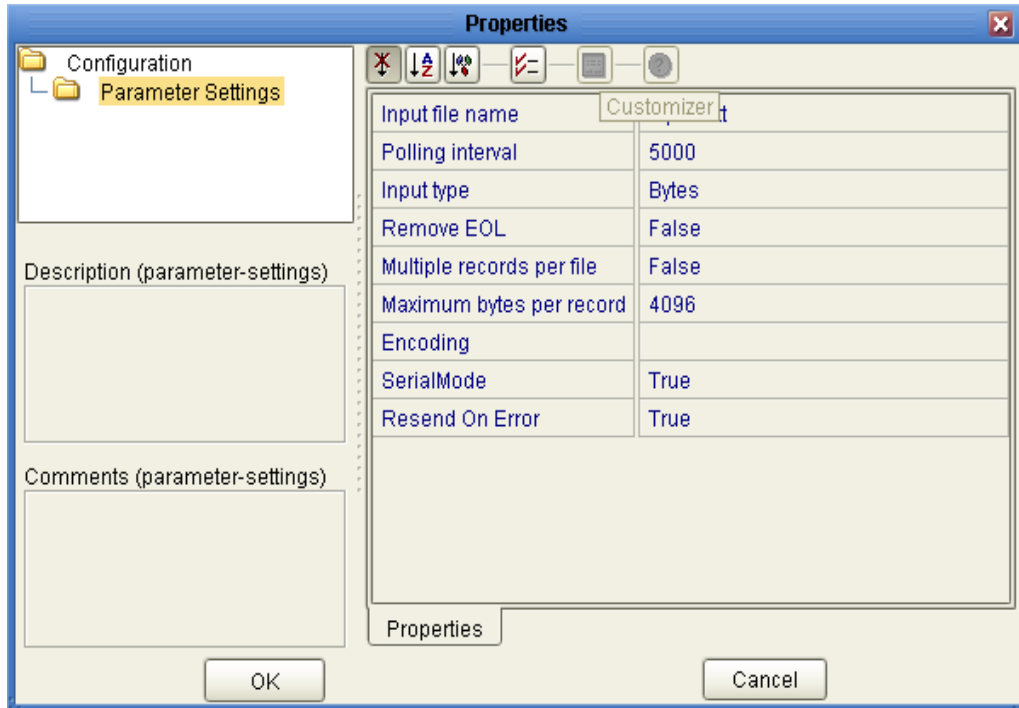 Properties
Configuration
Parameter Settings
Customizer
Input file name
Polling interval 5000
Input type Bytes
Remove EOL False
Multiple records per file False
Maximum bytes per record 4096
Encoding
SerialMode True
Resend On Error True
Description (parameter-settings)
Comments (parameter-settings)
Properties
OK
Cancel